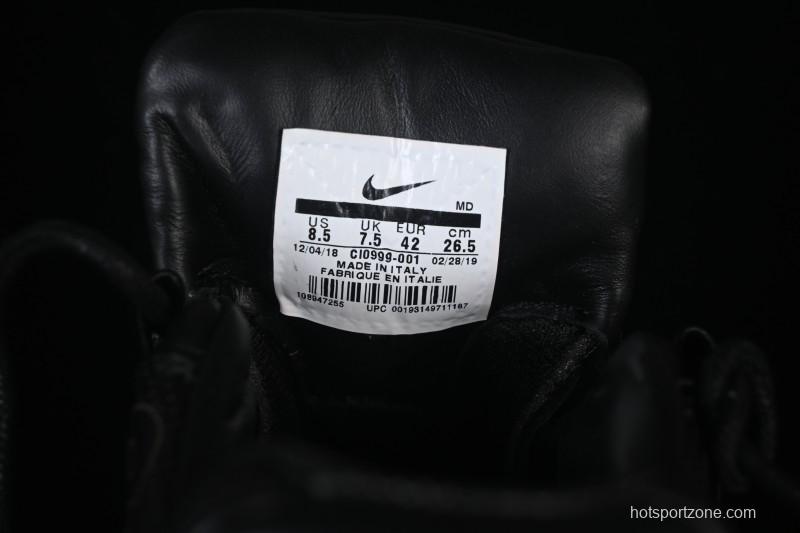 MD
US UK EUR cm
8.5 7.5 42 26.5
12/04/18 CI0999-001 02/28/19
MADE IN ITALY
FABRIQUE EN ITALIE
108947255 UPC 00193149711187
hotsportzone.com